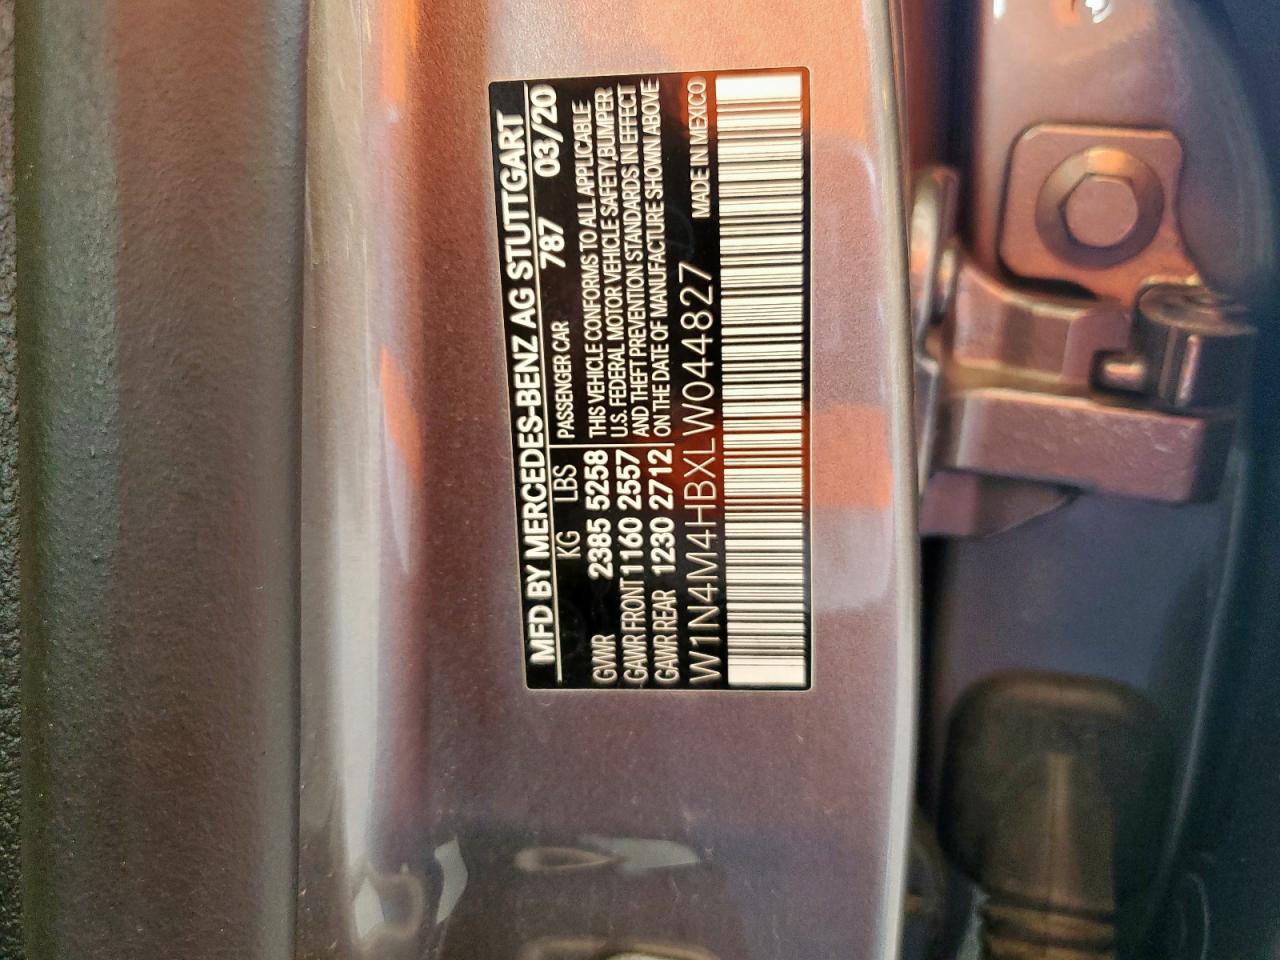 MFD BY MERCEDES-BENZ AG STUTTGART
KG LBS PASSENGER CAR 787 03/20
GVWR 2385 5258 THIS VEHICLE CONFORMS TO ALL APPLICABLE
U.S. FEDERAL MOTOR VEHICLE SAFETY,BUMPER
GAWR FRONT 1160 2557 AND THEFT PREVENTION STANDARDS IN EFFECT
GAWR REAR 1230 2712 ON THE DATE OF MANUFACTURE SHOWN ABOVE
W1N4M4HBXLW044827 MADE IN MEXICO